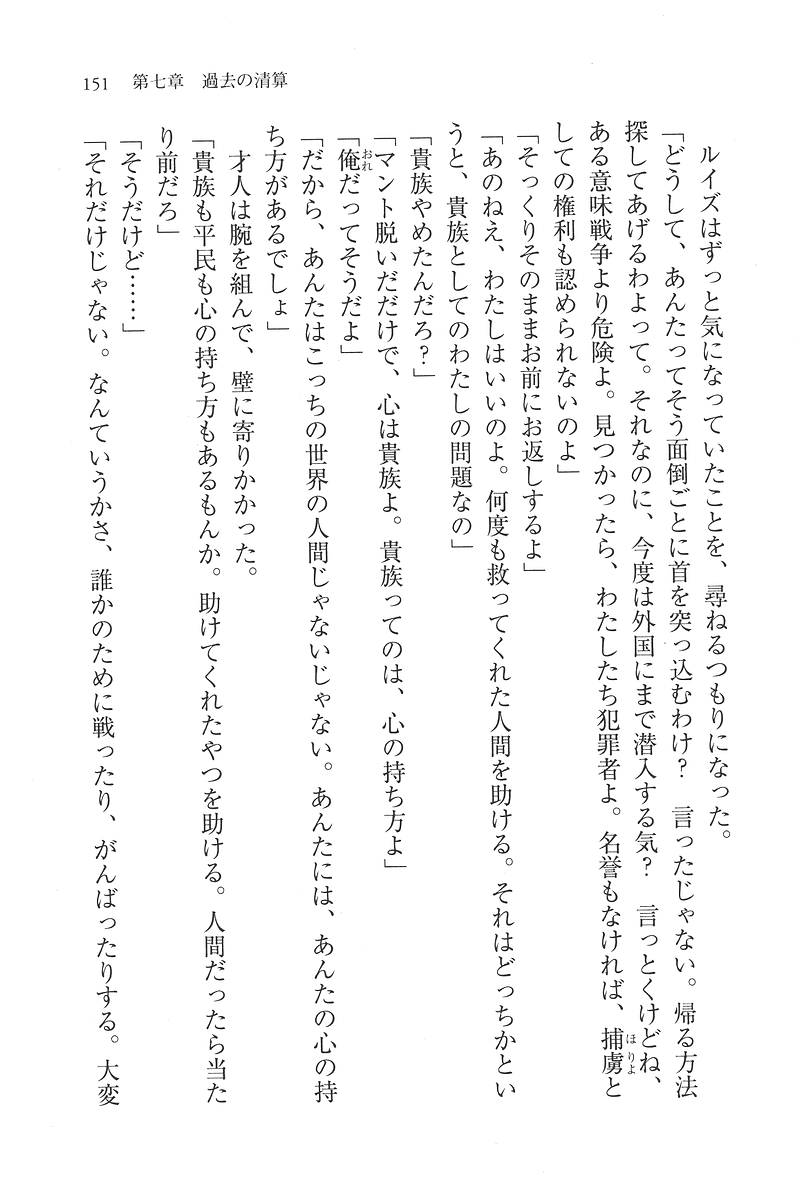 151　第七章　過去の清算
　ルイズはずっと気になっていたことを、尋ねるつもりになった。
「どうして、あんたってそう面倒ごとに首を突っ込むわけ？　言ったじゃない。帰る方法
探してあげるわよって。それなのに、今度は外国にまで潜入する気？　言っとくけどね、
ある意味戦争より危険よ。見つかったら、わたしたち犯罪者よ。名誉もなければ、捕虜と
しての権利も認められないのよ」
「そっくりそのままお前にお返しするよ」
「あのねえ、わたしはいいのよ。何度も救ってくれた人間を助ける。それはどっちかとい
うと、貴族としてのわたしの問題なの」
「貴族やめたんだろ？」
「マント脱いだだけで、心は貴族よ。貴族ってのは、心の持ち方よ」
「俺だってそうだよ」
「だから、あんたはこっちの世界の人間じゃないじゃない。あんたには、あんたの心の持
ち方があるでしょ」
　才人は腕を組んで、壁に寄りかかった。
「貴族も平民も心の持ち方もあるもんか。助けてくれたやつを助ける。人間だったら当た
り前だろ」
「そうだけど……」
「それだけじゃない。なんていうかさ、誰かのために戦ったり、がんばったりする。大変